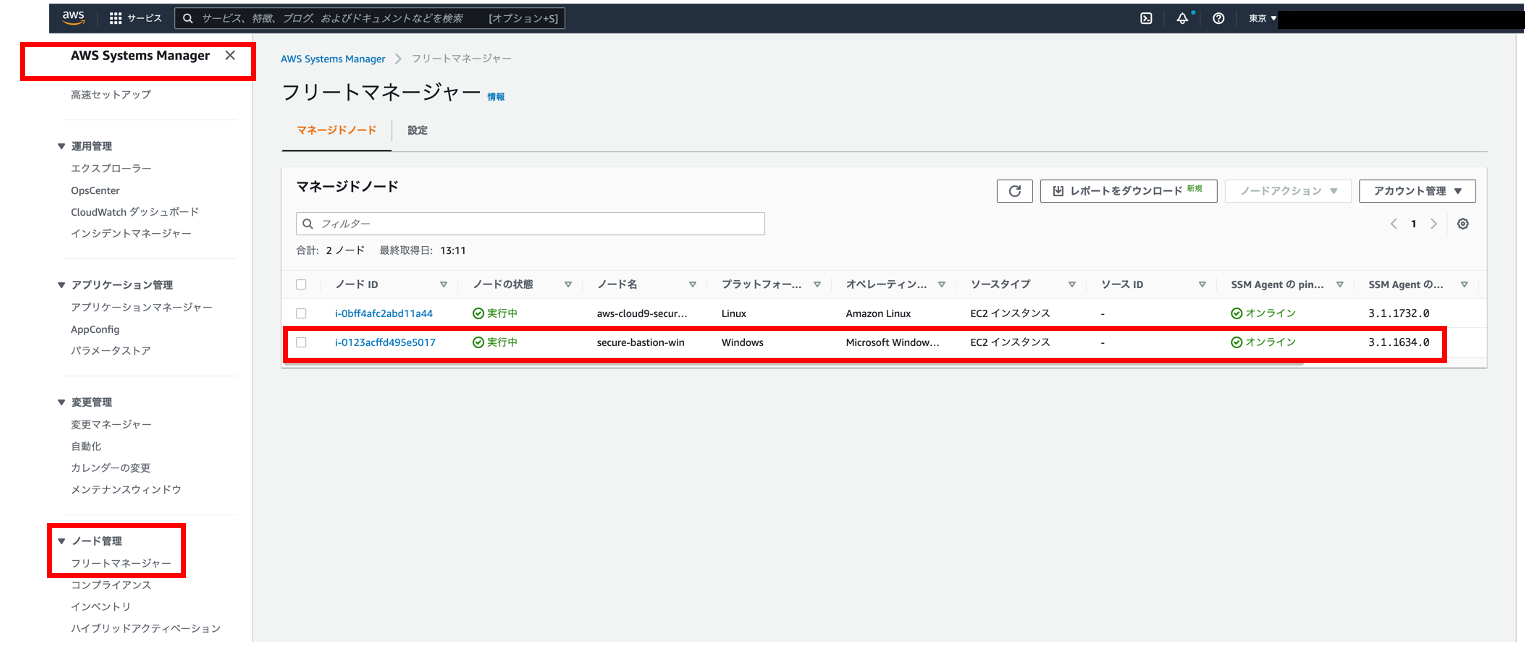 aws サービス サービス、特徴、ブログ、およびドキュメントなどを検索 [オプション+S] 東京
AWS Systems Manager
高速セットアップ
運用管理
エクスプローラー
OpsCenter
CloudWatch ダッシュボード
インシデントマネージャー
アプリケーション管理
アプリケーションマネージャー
AppConfig
パラメータストア
変更管理
変更マネージャー
自動化
カレンダーの変更
メンテナンスウィンドウ
ノード管理
フリートマネージャー
コンプライアンス
インベントリ
ハイブリッドアクティベーション
AWS Systems Manager フリートマネージャー
フリートマネージャー 情報
マネージドノード 設定
マネージドノード
レポートをダウンロード 新規 ノードアクション アカウント管理
フィルター
1
合計: 2 ノード 最終取得日: 13:11
ノード ID ノードの状態 ノード名 プラットフォー... オペレーティン... ソースタイプ ソース ID SSM Agent の pin... SSM Agent の...
i-0bff4afc2abd11a44 実行中 aws-cloud9-secur... Linux Amazon Linux EC2 インスタンス - オンライン 3.1.1732.0
i-0123acffd495e5017 実行中 secure-bastion-win Windows Microsoft Window... EC2 インスタンス - オンライン 3.1.1634.0